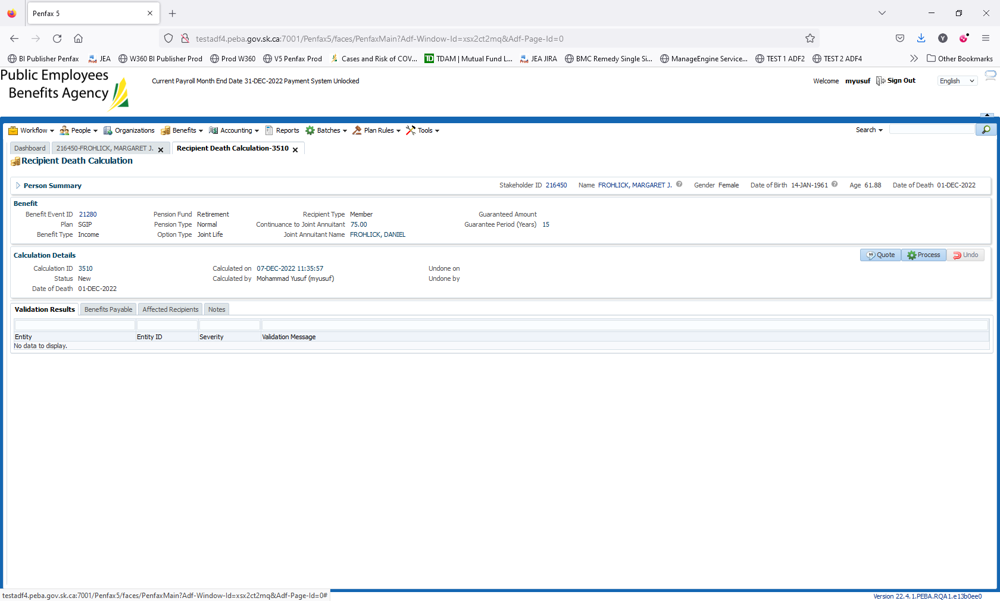 Penfax 5
testadf4.peba.gov.sk.ca:7001/Penfax5/faces/PenfaxMain?Adf-Window-Id=xsx2ct2mq&Adf-Page-Id=0
BI Publisher Penfax JEA W360 BI Publisher Prod Prod W360 V5 Penfax Prod Cases and Risk of COV... TDAM | Mutual Fund L... JEA JIRA BMC Remedy Single Si... ManageEngine Service... TEST 1 ADF2 TEST 2 ADF4 Other Bookmarks
Public Employees
Benefits Agency
Current Payroll Month End Date 31-DEC-2022 Payment System Unlocked
Welcome myusuf Sign Out English
Workflow People Organizations Benefits Accounting Reports Batches Plan Rules Tools Search
Dashboard 216450-FROHLICK, MARGARET J. Recipient Death Calculation-3510
Recipient Death Calculation
Person Summary Stakeholder ID 216450 Name FROHLICK, MARGARET J. Gender Female Date of Birth 14-JAN-1961 Age 61.88 Date of Death 01-DEC-2022
Benefit
Benefit Event ID 21280 Pension Fund Retirement Recipient Type Member Guaranteed Amount
Plan SGIP Pension Type Normal Continuance to Joint Annuitant 75.00 Guarantee Period (Years) 15
Benefit Type Income Option Type Joint Life Joint Annuitant Name FROHLICK, DANIEL
Calculation Details Quote Process Undo
Calculation ID 3510 Calculated on 07-DEC-2022 11:35:57 Undone on
Status New Calculated by Mohammad Yusuf (myusuf) Undone by
Date of Death 01-DEC-2022
Validation Results Benefits Payable Affected Recipients Notes
Entity Entity ID Severity Validation Message
No data to display.
testadf4.peba.gov.sk.ca:7001/Penfax5/faces/PenfaxMain?Adf-Window-Id=xsx2ct2mq&Adf-Page-Id=0#
Version 22.4.1.PEBA.RQA1.e13b0ee0